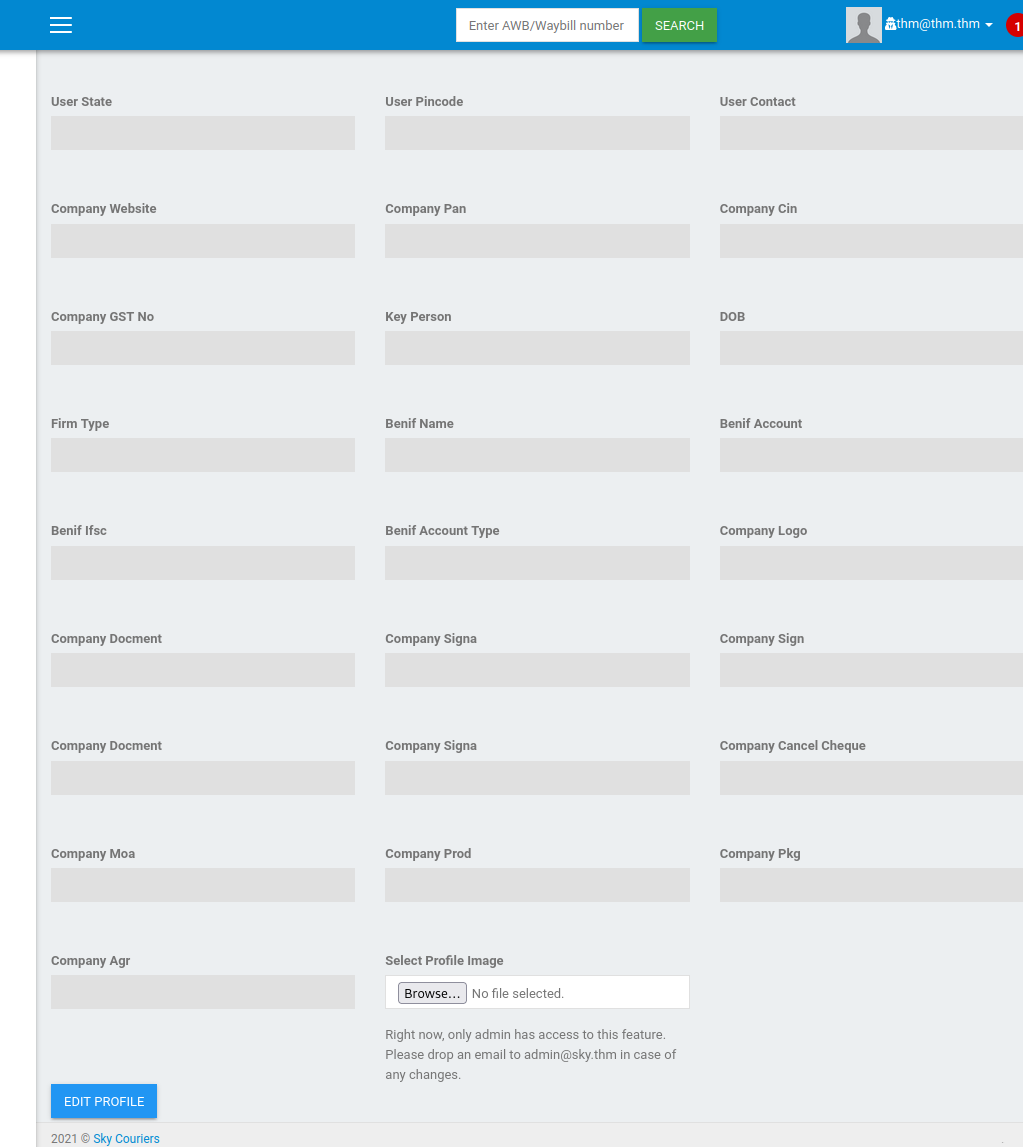 Enter AWB/Waybill number
SEARCH
thm@thm.thm
1
User State
User Pincode
User Contact
Company Website
Company Pan
Company Cin
Company GST No
Key Person
DOB
Firm Type
Benif Name
Benif Account
Benif Ifsc
Benif Account Type
Company Logo
Company Docment
Company Signa
Company Sign
Company Docment
Company Signa
Company Cancel Cheque
Company Moa
Company Prod
Company Pkg
Company Agr
Select Profile Image
Browse... No file selected.
Right now, only admin has access to this feature.
Please drop an email to admin@sky.thm in case of
any changes.
EDIT PROFILE
2021 © Sky Couriers